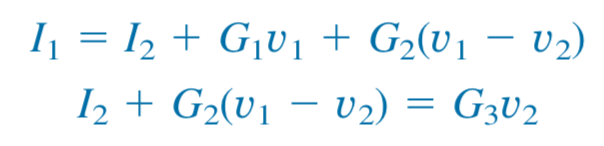 I₁ = I₂ + G₁v₁ + G₂(v₁ − v₂)
I₂ + G₂(v₁ − v₂) = G₃v₂